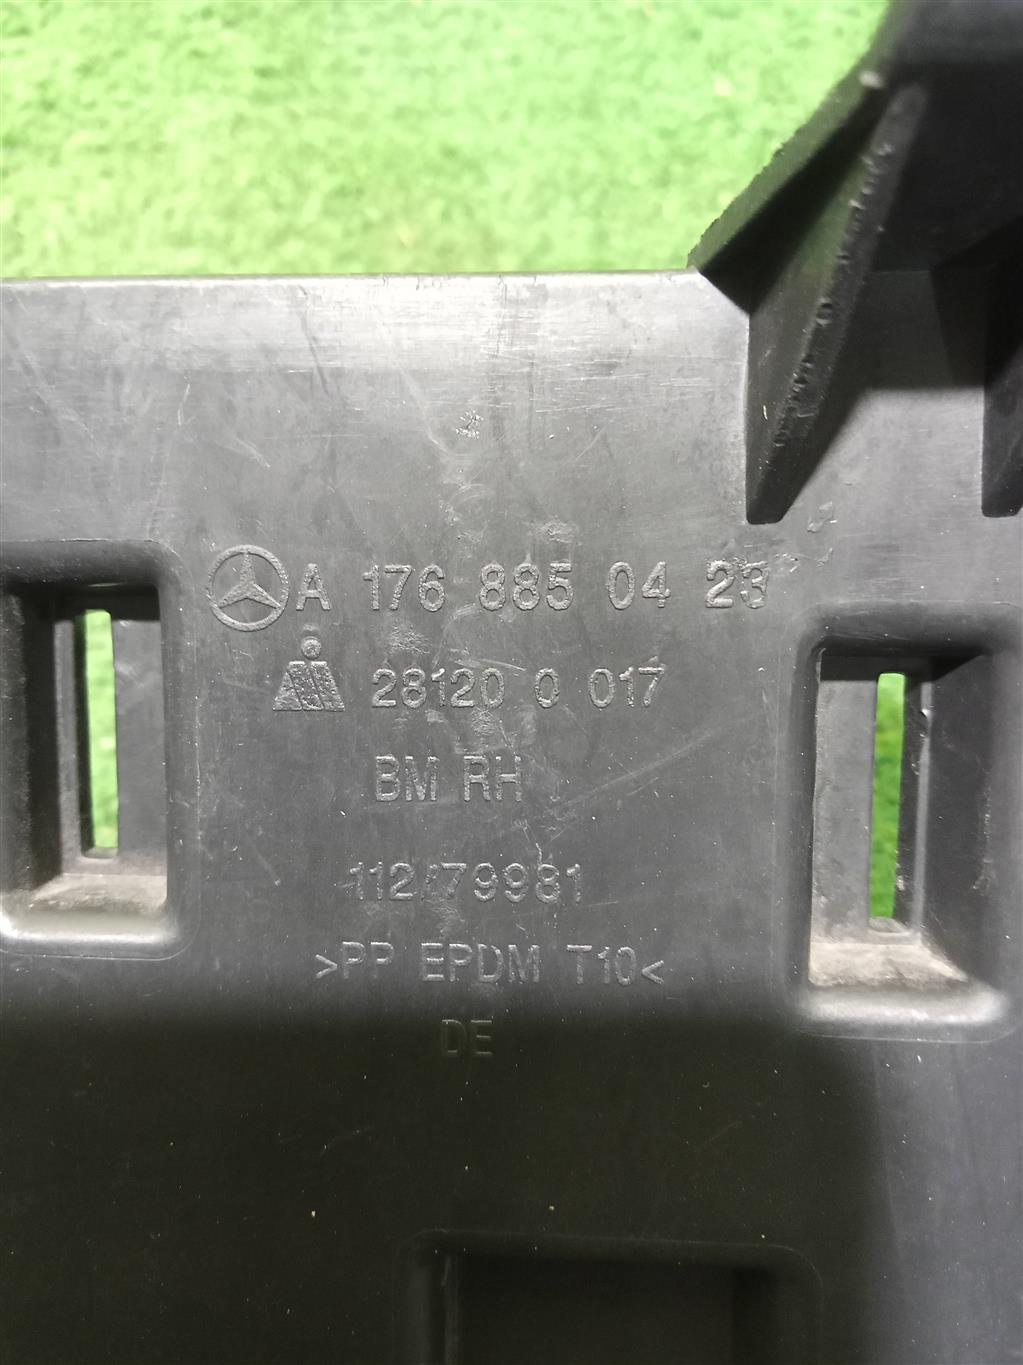 A 176 885 04 23
28120 0 017
BM RH
112/79981
>PP EPDM T10<
DE